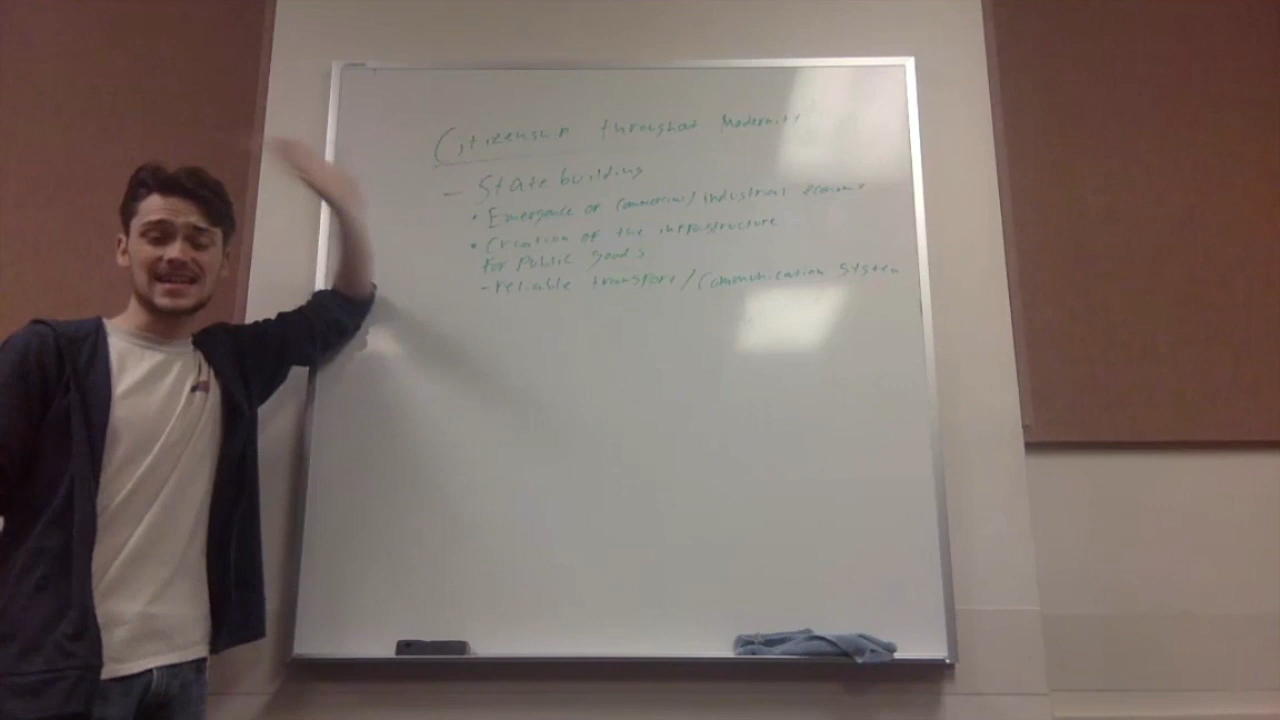 Citizenship throughout Modernity
- State building
• Emergence of Commercial/industrial economy
• Creation of the infrastructure
for Public goods
- reliable transport/Communication System